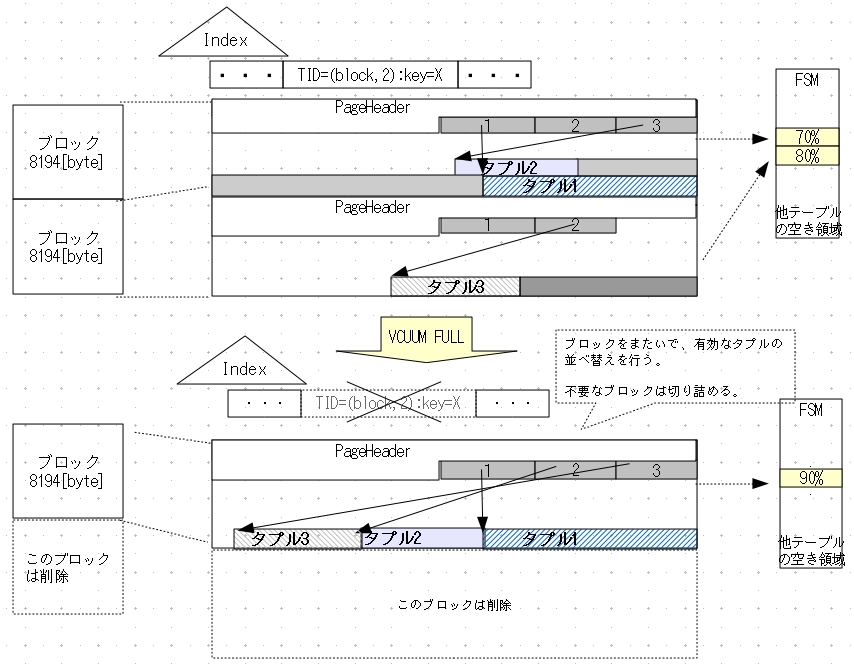 Index
・ ・ ・ TID=(block,2):key=X ・ ・ ・
FSM
PageHeader
1 2 3
ブロック
8194[byte]
70%
80%
タプル2
タプル1
PageHeader
1 2
ブロック
8194[byte]
他テーブル
の空き領域
タプル3
VCUUM FULL
ブロックをまたいで、有効なタプルの
並べ替えを行う。
不要なブロックは切り詰める。
Index
・ ・ ・ TID=(block,2):key=X ・ ・ ・
FSM
PageHeader
1 2 3
ブロック
8194[byte]
90%
タプル3 タプル2 タプル1
他テーブル
の空き領域
このブロック
は削除
このブロックは削除